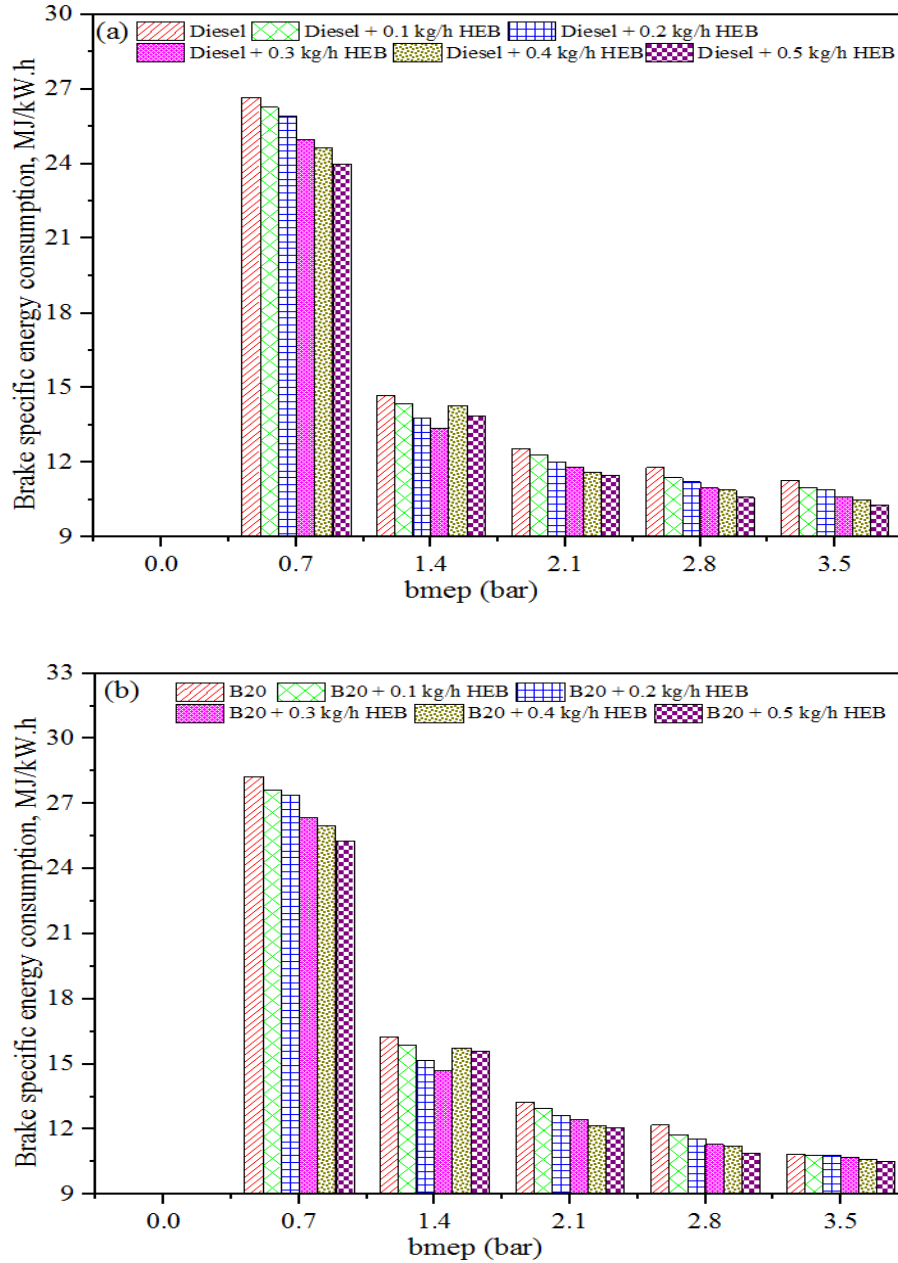 (a) Diesel Diesel + 0.1 kg/h HEB Diesel + 0.2 kg/h HEB
Diesel + 0.3 kg/h HEB Diesel + 0.4 kg/h HEB Diesel + 0.5 kg/h HEB
Brake specific energy consumption, MJ/kW.h
30
27
24
21
18
15
12
9
0.0 0.7 1.4 2.1 2.8 3.5
bmep (bar)
(b) B20 B20 + 0.1 kg/h HEB B20 + 0.2 kg/h HEB
B20 + 0.3 kg/h HEB B20 + 0.4 kg/h HEB B20 + 0.5 kg/h HEB
Brake specific energy consumption, MJ/kW.h
33
30
27
24
21
18
15
12
9
0.0 0.7 1.4 2.1 2.8 3.5
bmep (bar)